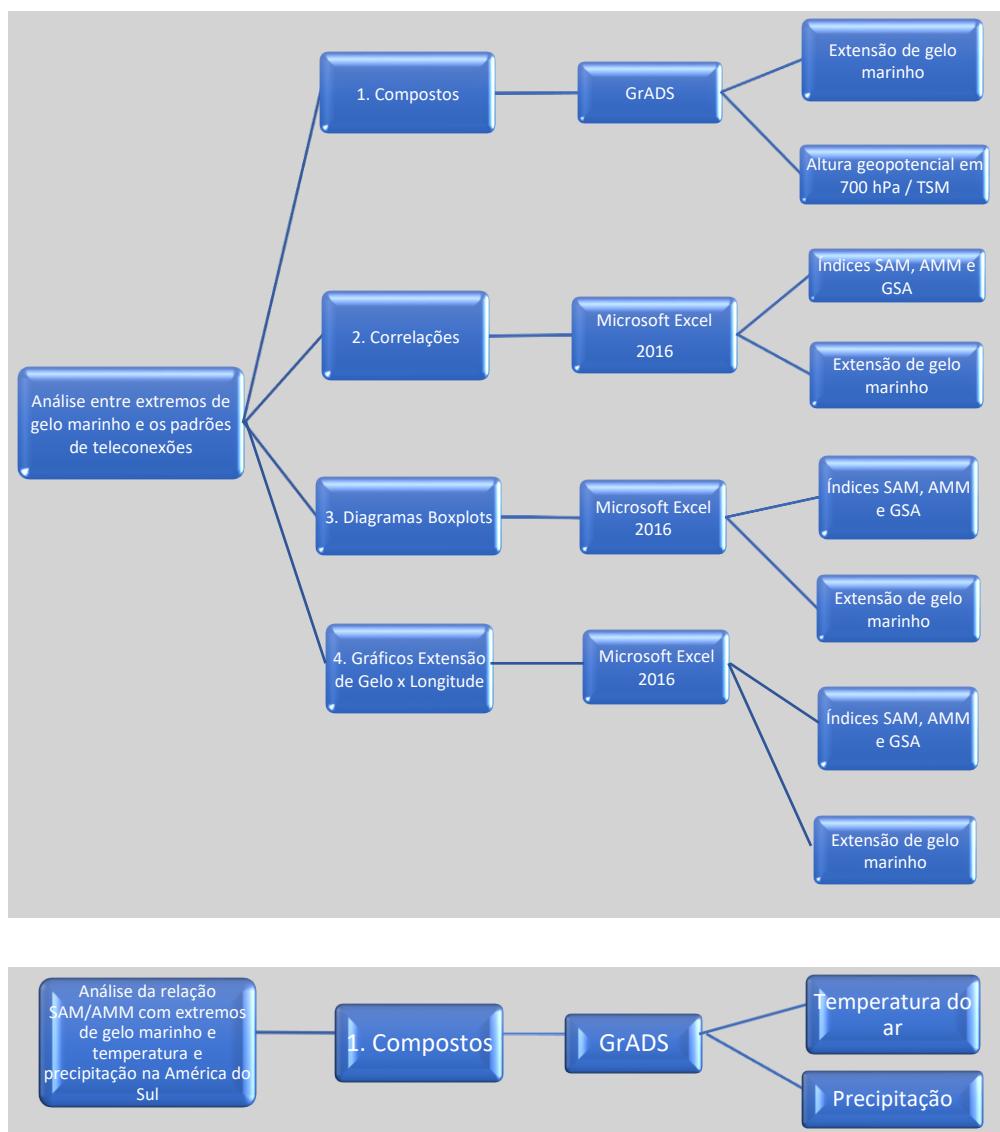 Extensão de gelo
marinho
1. Compostos
GrADS
Altura geopotencial em
700 hPa / TSM
Índices SAM, AMM e
GSA
2. Correlações
Microsoft Excel
2016
Extensão de gelo
marinho
Análise entre extremos de
gelo marinho e os padrões
de teleconexões
Índices SAM, AMM
e GSA
3. Diagramas Boxplots
Microsoft Excel
2016
Extensão de gelo
marinho
4. Gráficos Extensão
de Gelo x Longitude
Microsoft Excel
2016
Índices SAM, AMM
e GSA
Extensão de gelo
marinho
Análise da relação
SAM/AMM com extremos
de gelo marinho e
temperatura e
precipitação na América do
Sul
1. Compostos
GrADS
Temperatura do
ar
Precipitação